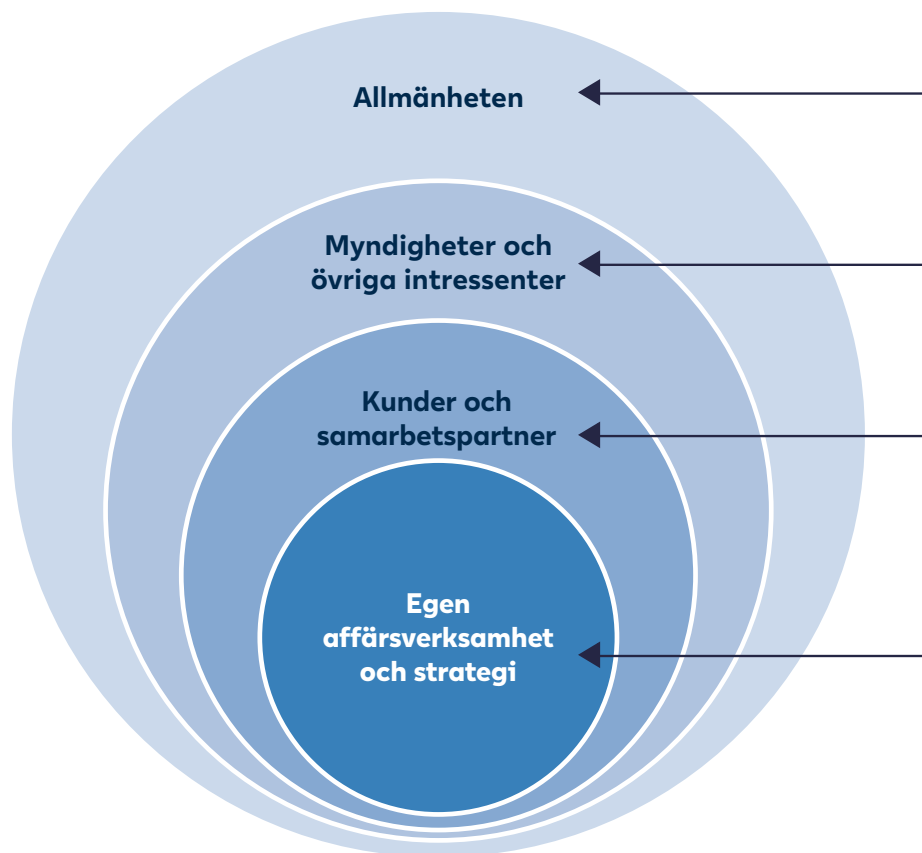 Allmänheten
Myndigheter och
övriga intressenter
Kunder och
samarbetspartner
Egen
affärsverksamhet
och strategi